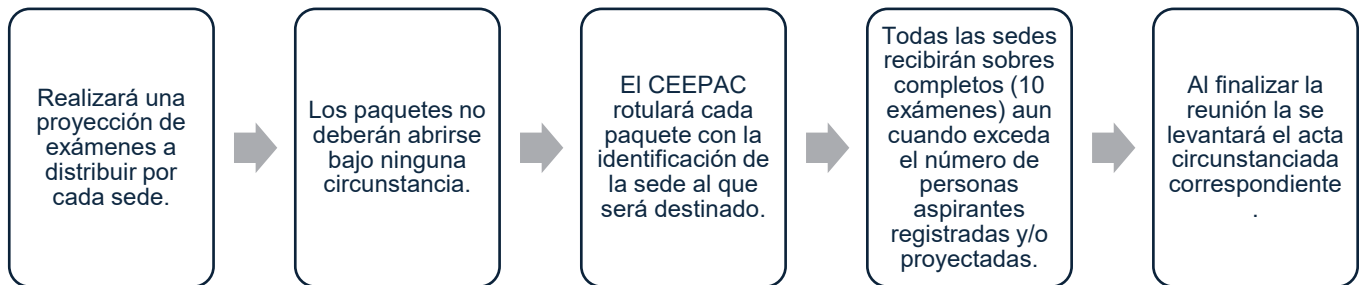 Realizará una
proyección de
exámenes a
distribuir por
cada sede.
Los paquetes no
deberán abrirse
bajo ninguna
circunstancia.
El CEEPAC
rotulará cada
paquete con la
identificación de
la sede al que
será destinado.
Todas las sedes
recibirán sobres
completos (10
exámenes) aun
cuando exceda
el número de
personas
aspirantes
registradas y/o
proyectadas.
Al finalizar la
reunión la se
levantará el acta
circunstanciada
correspondiente
.